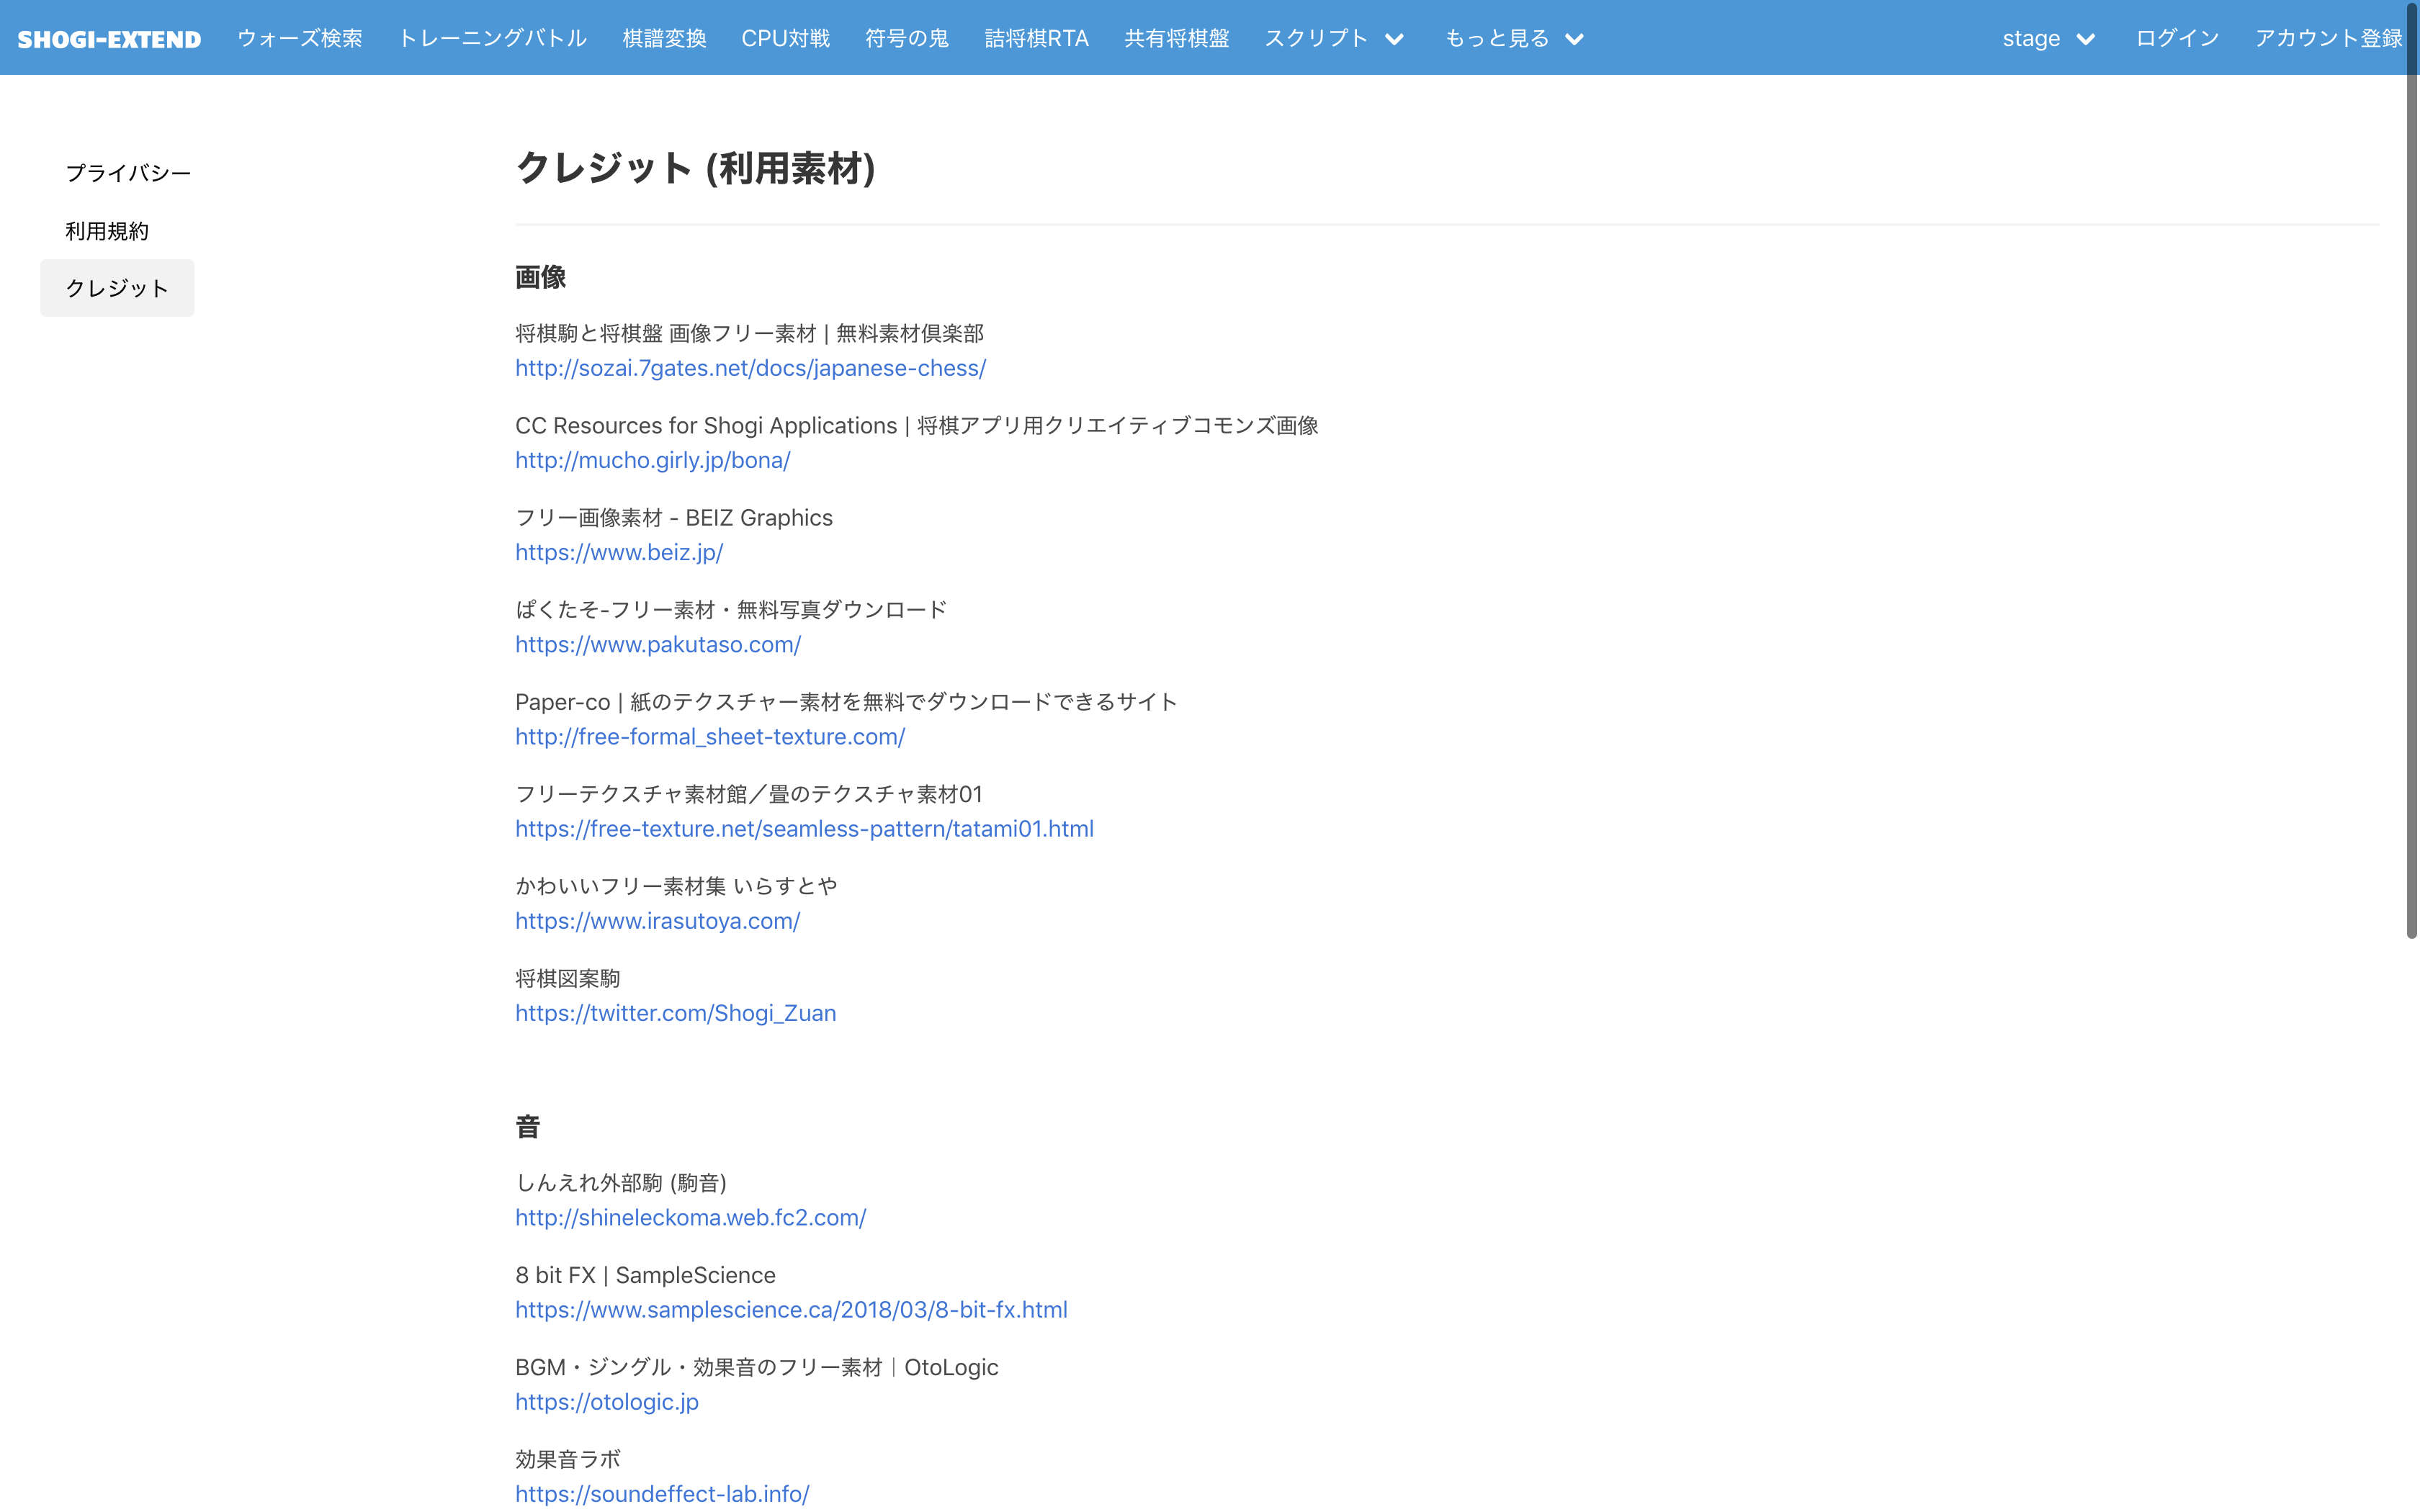 SHOGI-EXTEND ウォーズ検索 トレーニングバトル 棋譜変換 CPU対戦 符号の鬼 詰将棋RTA 共有将棋盤 スクリプト もっと見る stage ログイン アカウント登録
プライバシー
利用規約
クレジット
クレジット (利用素材)
画像
将棋駒と将棋盤 画像フリー素材 | 無料素材倶楽部
http://sozai.7gates.net/docs/japanese-chess/
CC Resources for Shogi Applications | 将棋アプリ用クリエイティブコモンズ画像
http://mucho.girly.jp/bona/
フリー画像素材 - BEIZ Graphics
https://www.beiz.jp/
ぱくたそ-フリー素材・無料写真ダウンロード
https://www.pakutaso.com/
Paper-co | 紙のテクスチャー素材を無料でダウンロードできるサイト
http://free-formal_sheet-texture.com/
フリーテクスチャ素材館／畳のテクスチャ素材01
https://free-texture.net/seamless-pattern/tatami01.html
かわいいフリー素材集 いらすとや
https://www.irasutoya.com/
将棋図案駒
https://twitter.com/Shogi_Zuan
音
しんえれ外部駒 (駒音)
http://shineleckoma.web.fc2.com/
8 bit FX | SampleScience
https://www.samplescience.ca/2018/03/8-bit-fx.html
BGM・ジングル・効果音のフリー素材｜OtoLogic
https://otologic.jp
効果音ラボ
https://soundeffect-lab.info/